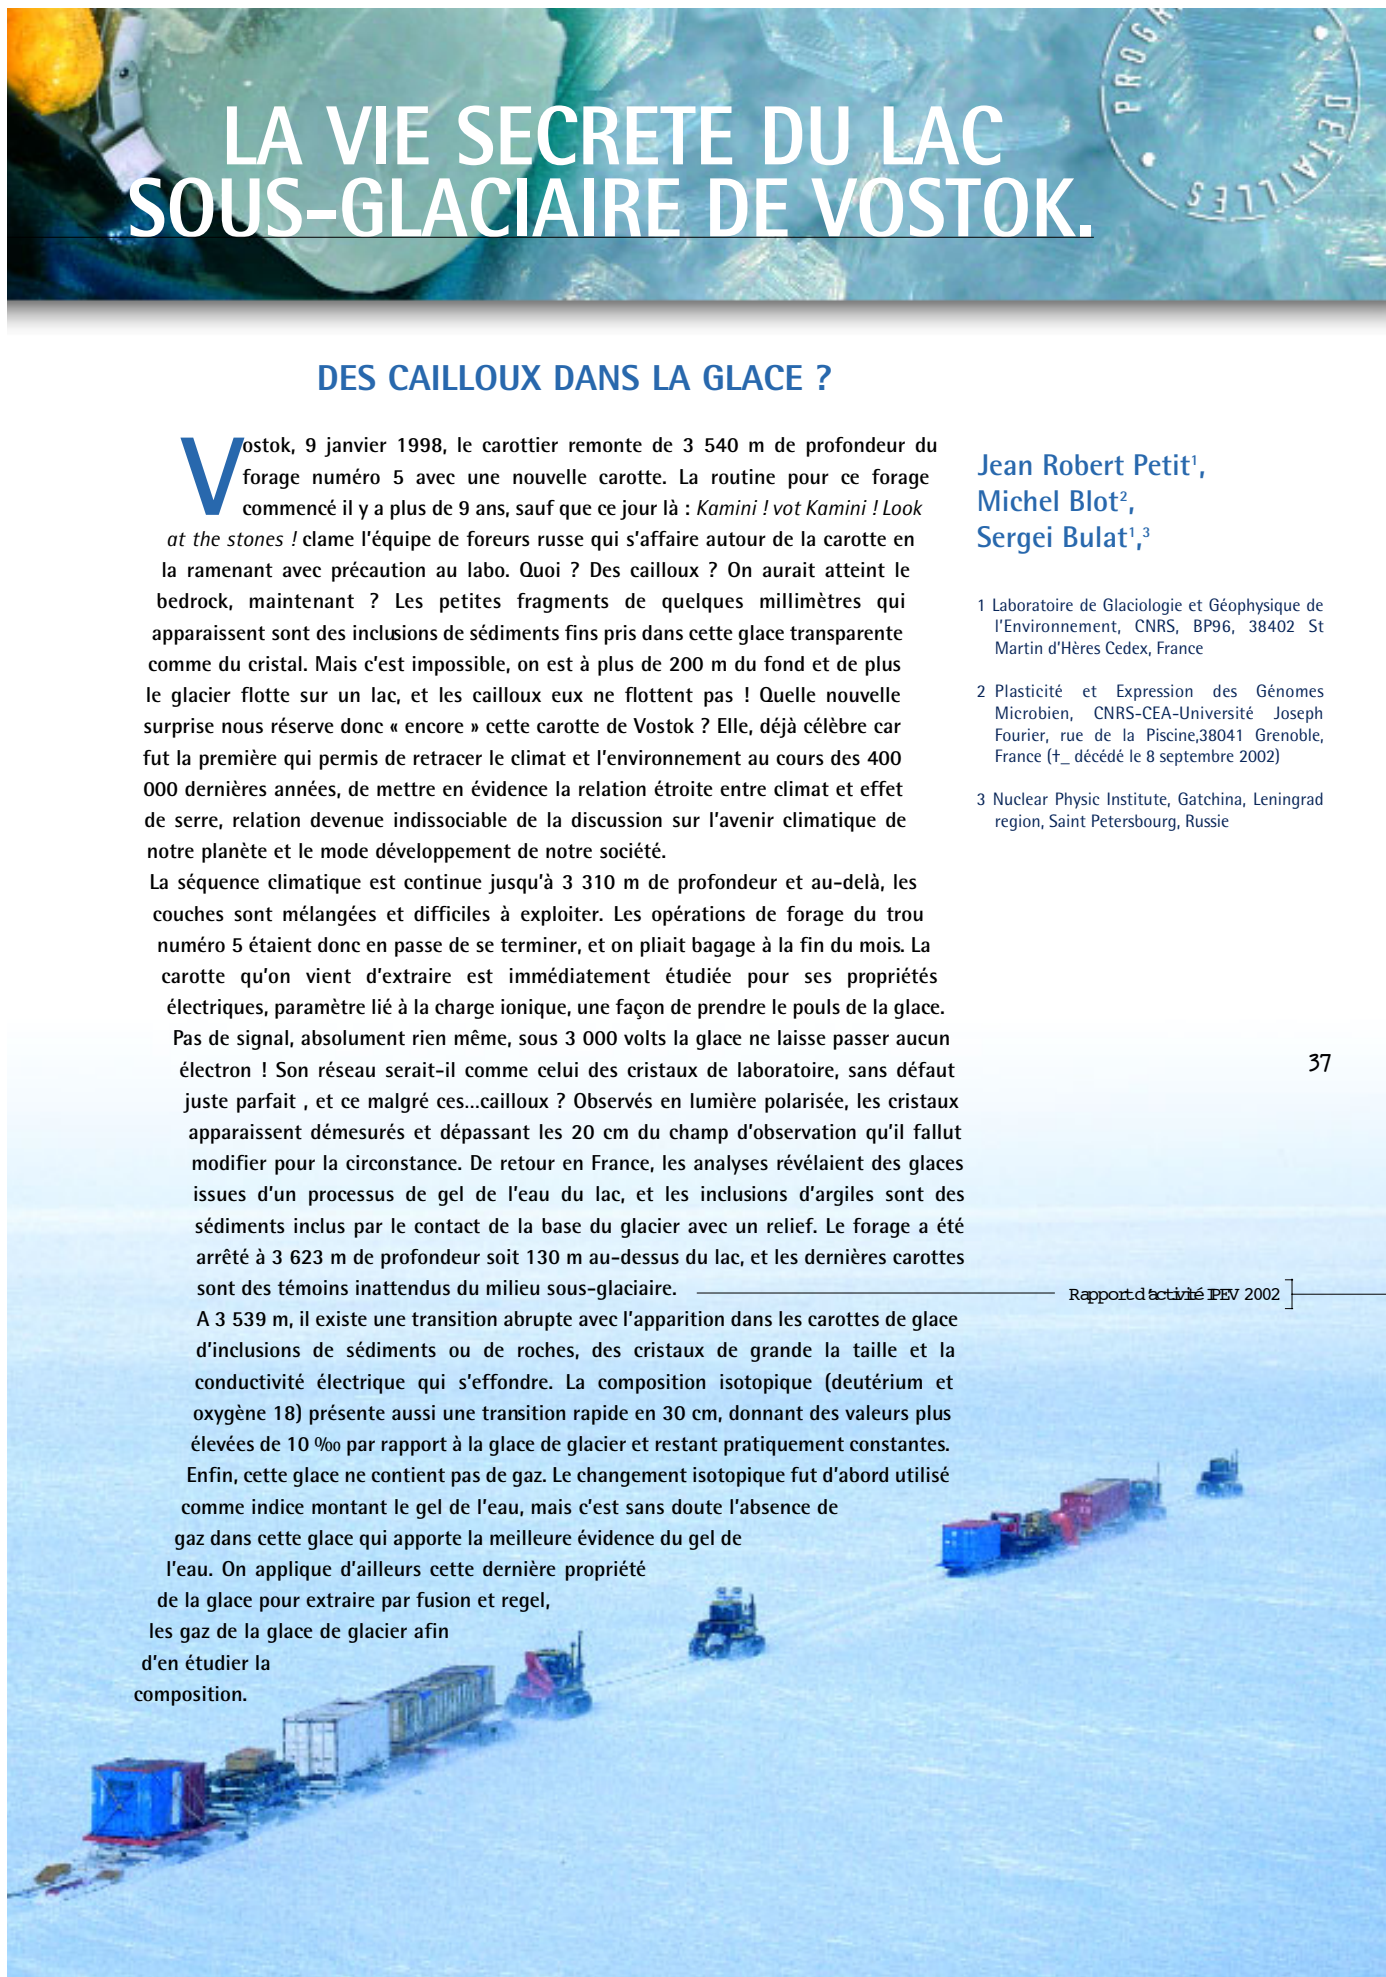 PROGR
DÉTAILLÉS
LA VIE SECRETE DU LAC
SOUS-GLACIAIRE DE VOSTOK.
DES CAILLOUX DANS LA GLACE ?
Vostok, 9 janvier 1998, le carottier remonte de 3 540 m de profondeur du
forage numéro 5 avec une nouvelle carotte. La routine pour ce forage
commencé il y a plus de 9 ans, sauf que ce jour là : Kamini ! vot Kamini ! Look
at the stones ! clame l'équipe de foreurs russe qui s'affaire autour de la carotte en
la ramenant avec précaution au labo. Quoi ? Des cailloux ? On aurait atteint le
bedrock, maintenant ? Les petites fragments de quelques millimètres qui
apparaissent sont des inclusions de sédiments fins pris dans cette glace transparente
comme du cristal. Mais c'est impossible, on est à plus de 200 m du fond et de plus
le glacier flotte sur un lac, et les cailloux eux ne flottent pas ! Quelle nouvelle
surprise nous réserve donc « encore » cette carotte de Vostok ? Elle, déjà célèbre car
fut la première qui permis de retracer le climat et l'environnement au cours des 400
000 dernières années, de mettre en évidence la relation étroite entre climat et effet
de serre, relation devenue indissociable de la discussion sur l'avenir climatique de
notre planète et le mode développement de notre société.
La séquence climatique est continue jusqu'à 3 310 m de profondeur et au-delà, les
couches sont mélangées et difficiles à exploiter. Les opérations de forage du trou
numéro 5 étaient donc en passe de se terminer, et on pliait bagage à la fin du mois. La
carotte qu'on vient d'extraire est immédiatement étudiée pour ses propriétés
électriques, paramètre lié à la charge ionique, une façon de prendre le pouls de la glace.
Pas de signal, absolument rien même, sous 3 000 volts la glace ne laisse passer aucun
électron ! Son réseau serait-il comme celui des cristaux de laboratoire, sans défaut
juste parfait , et ce malgré ces...cailloux ? Observés en lumière polarisée, les cristaux
apparaissent démesurés et dépassant les 20 cm du champ d'observation qu'il fallut
modifier pour la circonstance. De retour en France, les analyses révélaient des glaces
issues d'un processus de gel de l'eau du lac, et les inclusions d'argiles sont des
sédiments inclus par le contact de la base du glacier avec un relief. Le forage a été
arrêté à 3 623 m de profondeur soit 130 m au-dessus du lac, et les dernières carottes
sont des témoins inattendus du milieu sous-glaciaire.
A 3 539 m, il existe une transition abrupte avec l'apparition dans les carottes de glace
d'inclusions de sédiments ou de roches, des cristaux de grande la taille et la
conductivité électrique qui s'effondre. La composition isotopique (deutérium et
oxygène 18) présente aussi une transition rapide en 30 cm, donnant des valeurs plus
élevées de 10 ‰ par rapport à la glace de glacier et restant pratiquement constantes.
Enfin, cette glace ne contient pas de gaz. Le changement isotopique fut d'abord utilisé
comme indice montant le gel de l'eau, mais c'est sans doute l'absence de
gaz dans cette glace qui apporte la meilleure évidence du gel de
l'eau. On applique d'ailleurs cette dernière propriété
de la glace pour extraire par fusion et regel,
les gaz de la glace de glacier afin
d'en étudier la
composition.
Jean Robert Petit¹,
Michel Blot²,
Sergei Bulat¹,³
1 Laboratoire de Glaciologie et Géophysique de
l'Environnement, CNRS, BP96, 38402 St
Martin d'Hères Cedex, France
2 Plasticité et Expression des Génomes
Microbien, CNRS-CEA-Université Joseph
Fourier, rue de la Piscine,38041 Grenoble,
France (†_ décédé le 8 septembre 2002)
3 Nuclear Physic Institute, Gatchina, Leningrad
region, Saint Petersbourg, Russie
37
Rapport d'activité IPEV 2002